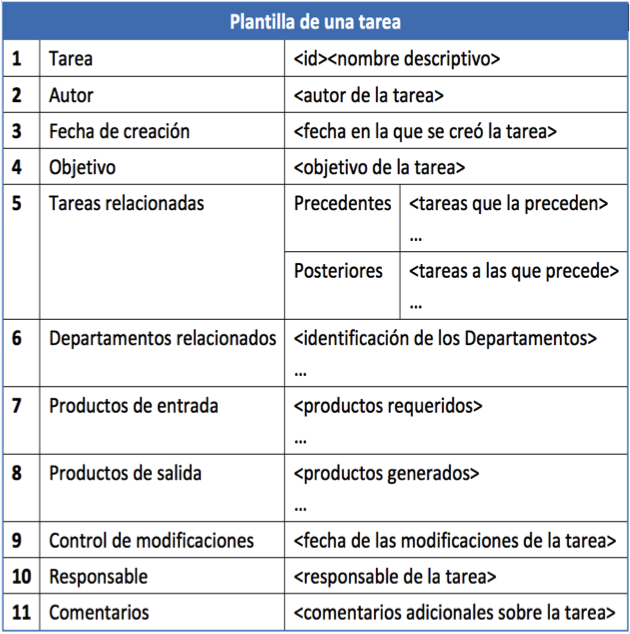 Plantilla de una tarea
1 Tarea <id><nombre descriptivo>
2 Autor <autor de la tarea>
3 Fecha de creación <fecha en la que se creó la tarea>
4 Objetivo <objetivo de la tarea>
5 Tareas relacionadas Precedentes <tareas que la preceden>
...
Posteriores <tareas a las que precede>
...
6 Departamentos relacionados <identificación de los Departamentos>
...
7 Productos de entrada <productos requeridos>
...
8 Productos de salida <productos generados>
...
9 Control de modificaciones <fecha de las modificaciones de la tarea>
10 Responsable <responsable de la tarea>
11 Comentarios <comentarios adicionales sobre la tarea>